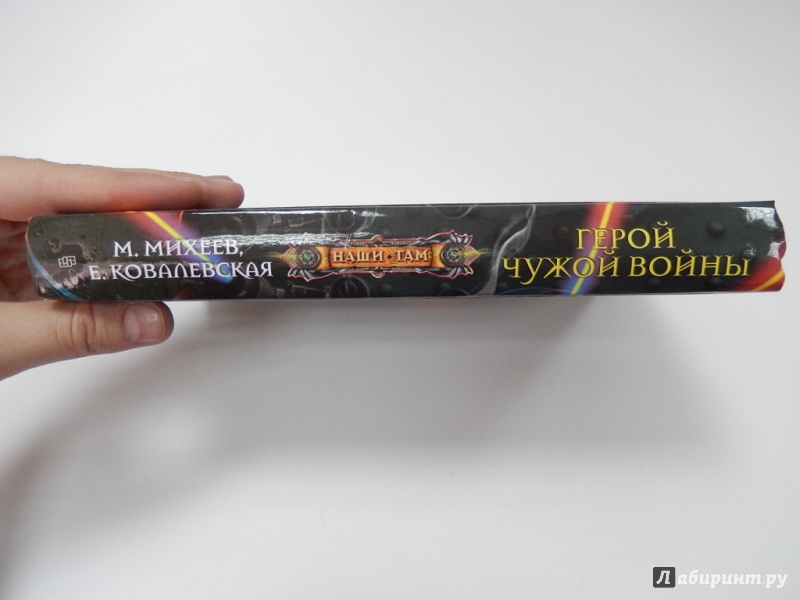 М. МИХЕЕВ,
Е. КОВАЛЕВСКАЯ
НАШИ ТАМ
ГЕРОЙ
ЧУЖОЙ ВОЙНЫ
Лабиринт.ру